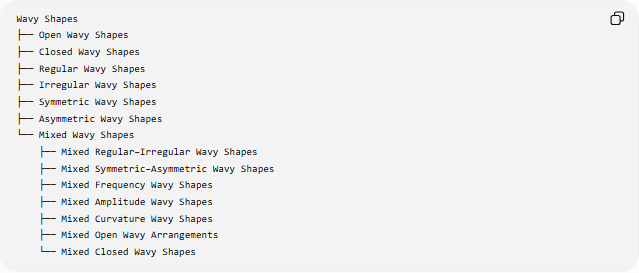 Wavy Shapes
├── Open Wavy Shapes
├── Closed Wavy Shapes
├── Regular Wavy Shapes
├── Irregular Wavy Shapes
├── Symmetric Wavy Shapes
├── Asymmetric Wavy Shapes
└── Mixed Wavy Shapes
    ├── Mixed Regular–Irregular Wavy Shapes
    ├── Mixed Symmetric–Asymmetric Wavy Shapes
    ├── Mixed Frequency Wavy Shapes
    ├── Mixed Amplitude Wavy Shapes
    ├── Mixed Curvature Wavy Shapes
    ├── Mixed Open Wavy Arrangements
    └── Mixed Closed Wavy Shapes